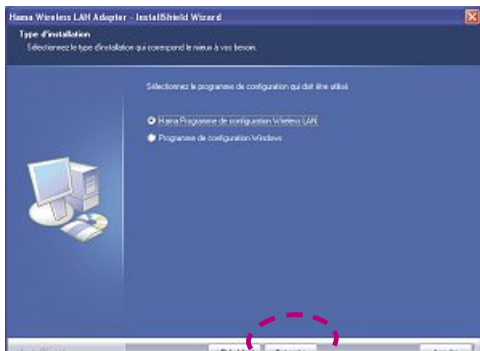 Hama Wireless LAN Adapter - InstallShield Wizard
Type d'installation
Sélectionnez le type d'installation qui correspond le mieux à vos besoin.
Sélectionnez le programme de configuration qui doit être utilisé
Hama Programme de configuration Wireless LAN
Programme de configuration Windows